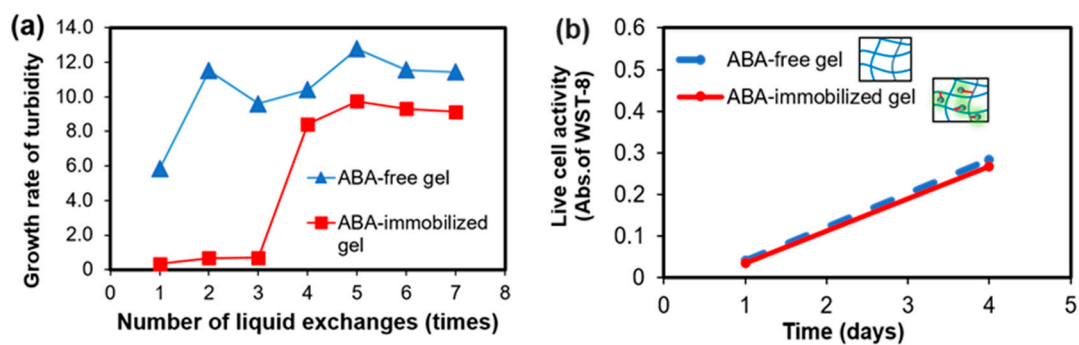 (a)
Growth rate of turbidity
14.0
12.0
10.0
8.0
6.0
4.0
2.0
0
0 1 2 3 4 5 6 7 8
Number of liquid exchanges (times)
ABA-free gel
ABA-immobilized
gel
(b)
Live cell activity
(Abs.of WST-8)
0.6
0.5
0.4
0.3
0.2
0.1
0
0 1 2 3 4 5
Time (days)
ABA-free gel
ABA-immobilized gel